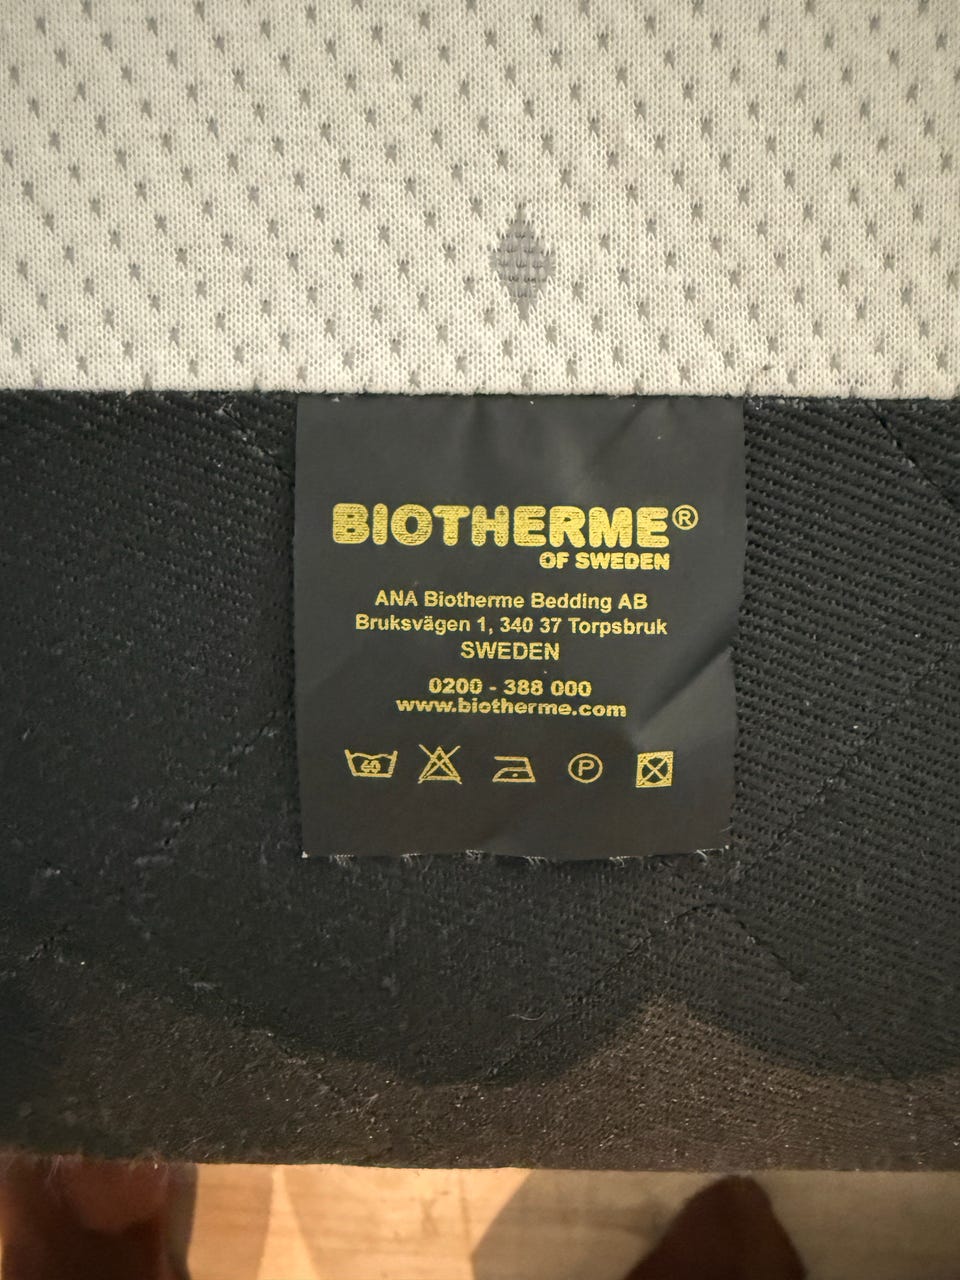 BIOTHERME®
OF SWEDEN
ANA Biotherme Bedding AB
Bruksvägen 1, 340 37 Torpsbruk
SWEDEN
0200 - 388 000
www.biotherme.com
40 P